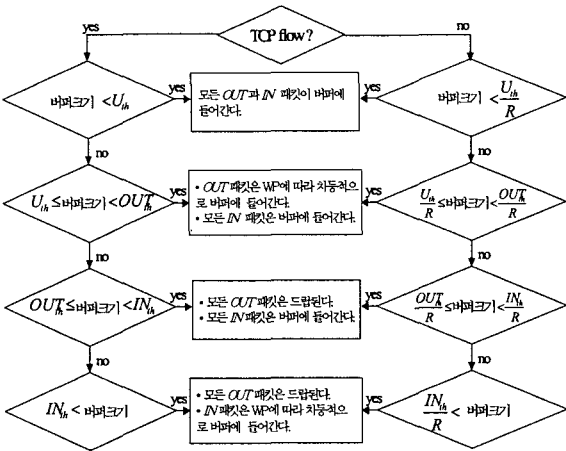 TCP flow?
yes
no
버퍼크기 < U_th
yes
모든 OUT과 IN 패킷이 버퍼에
들어간다.
yes
버퍼크기 < U_th / R
no
no
U_th ≤ 버퍼크기 < OUT_th
yes
• OUT 패킷은 WP에 따라 차등적으
로 버퍼에 들어간다.
• 모든 IN 패킷은 버퍼에 들어간다.
yes
U_th / R ≤ 버퍼크기 < OUT_th / R
no
no
OUT_th ≤ 버퍼크기 < IN_th
yes
• 모든 OUT 패킷은 드랍된다.
• 모든 IN 패킷은 버퍼에 들어간다.
yes
OUT_th / R ≤ 버퍼크기 < IN_th / R
no
no
IN_th < 버퍼크기
yes
• 모든 OUT 패킷은 드랍된다.
• IN 패킷은 WP에 따라 차등적으
로 버퍼에 들어간다.
yes
IN_th / R < 버퍼크기